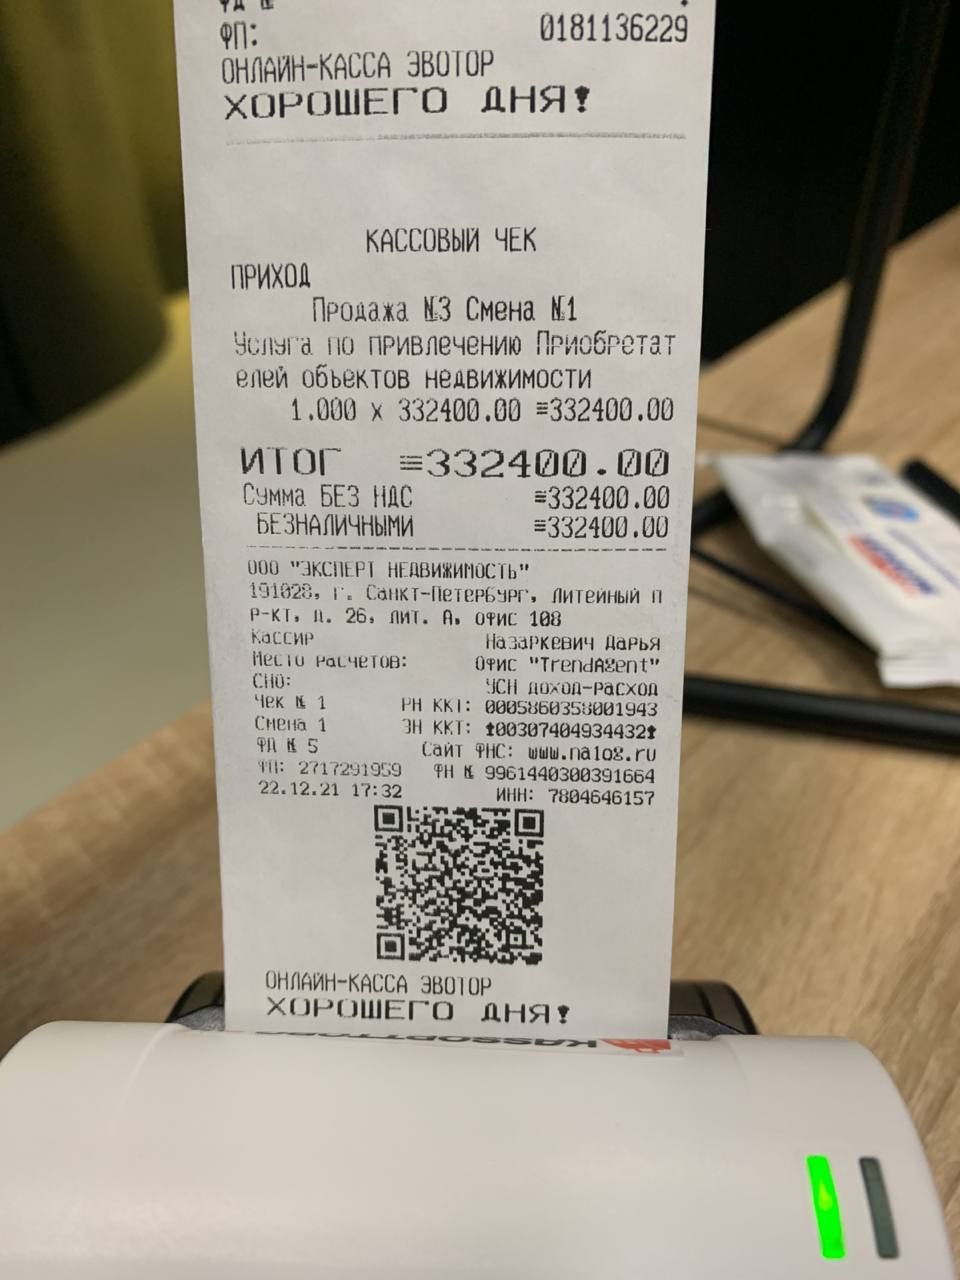 ФП: 0181136229
ОНЛАЙН-КАССА ЭВОТОР
ХОРОШЕГО ДНЯ!
КАССОВЫЙ ЧЕК
ПРИХОД
Продажа №3 Смена №1
Услуга по привлечению Приобретат
елей объектов недвижимости
1.000 x 332400.00 ≡332400.00
ИТОГ ≡332400.00
Сумма БЕЗ НДС ≡332400.00
БЕЗНАЛИЧНЫМИ ≡332400.00
ООО "ЭКСПЕРТ НЕДВИЖИМОСТЬ"
191028, г. Санкт-Петербург, Литейный п
р-кт, д. 26, лит. А, офис 108
Кассир Назаркевич Дарья
Место расчетов: Офис "TrendAgent"
СНО: УСН доход-расход
Чек № 1 РН ККТ: 0005860358001943
Смена 1 ЗН ККТ: 00307404934432
ФД № 5 Сайт ФНС: www.nalog.ru
ФП: 2717291959 ФН № 9961440300391664
22.12.21 17:32 ИНН: 7804646157
ОНЛАЙН-КАССА ЭВОТОР
ХОРОШЕГО ДНЯ!